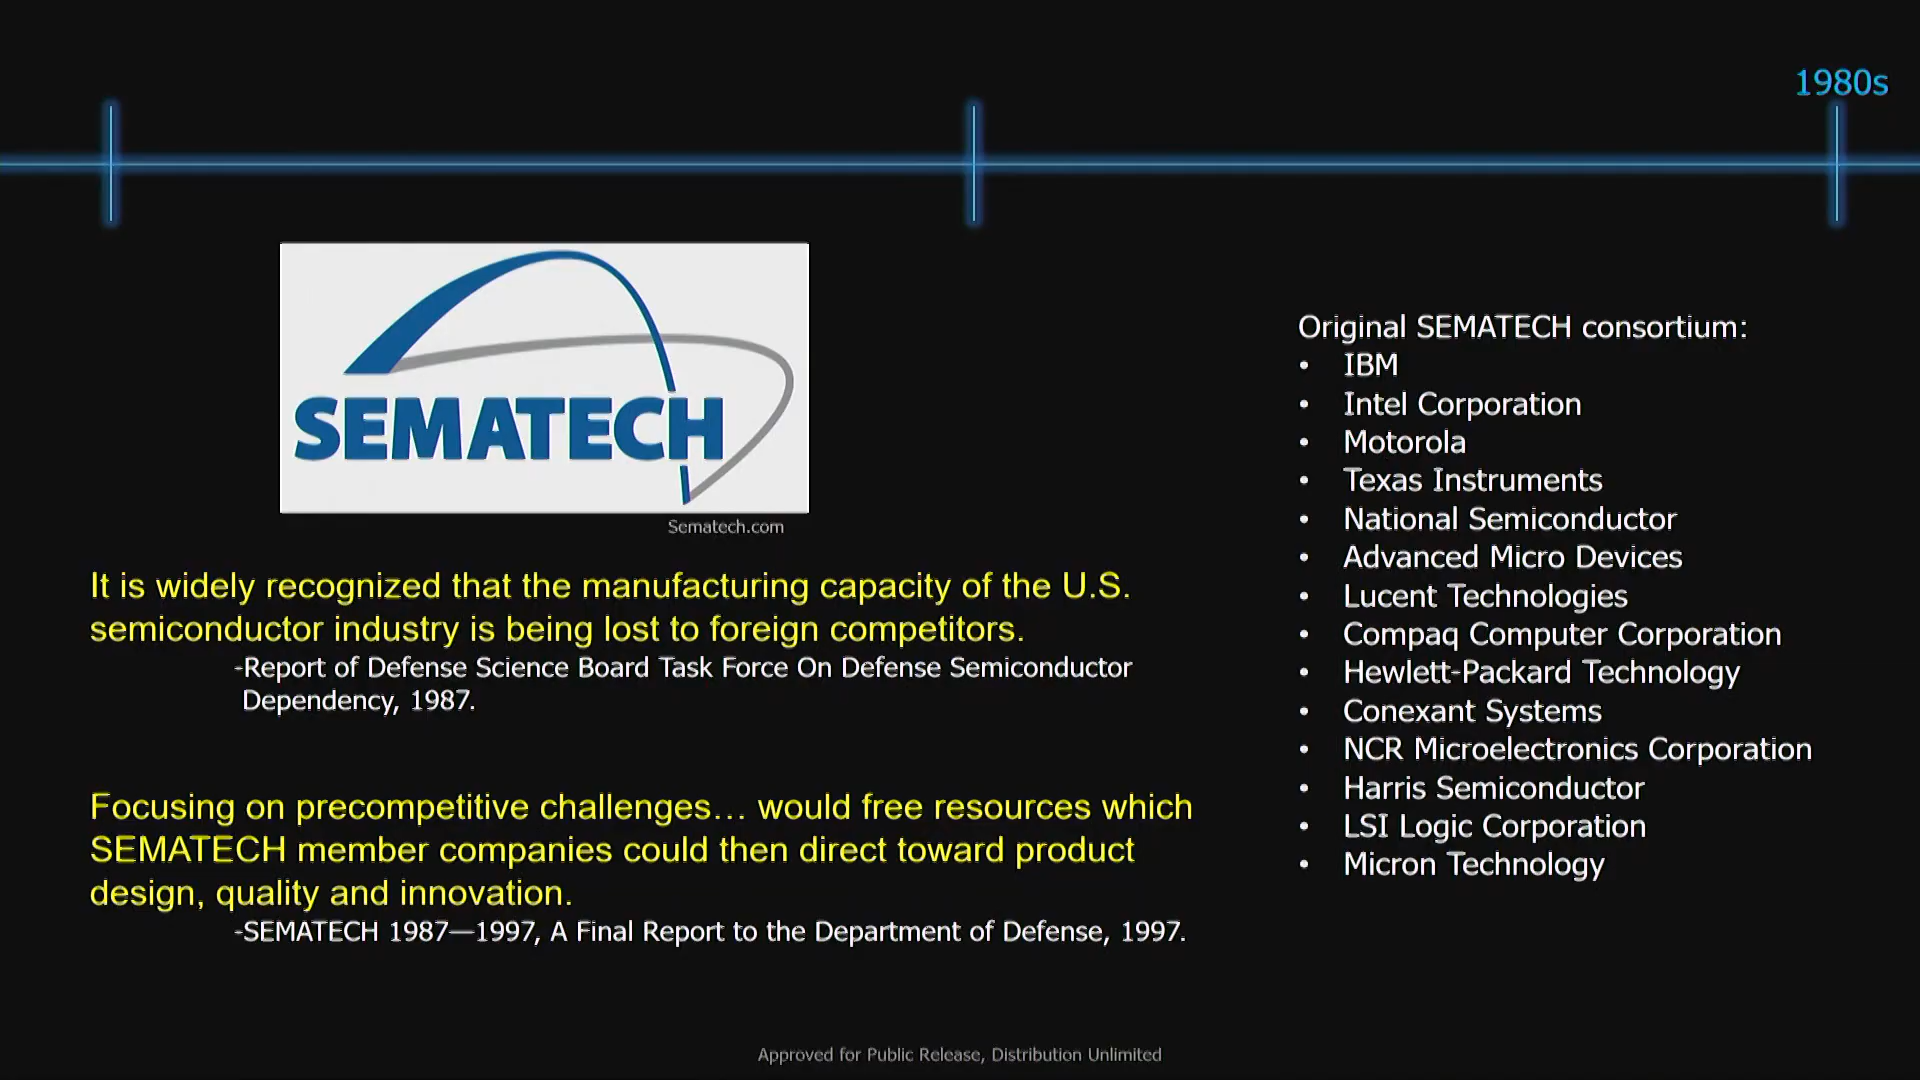 1980s
SEMATECH
Sematech.com
It is widely recognized that the manufacturing capacity of the U.S.
semiconductor industry is being lost to foreign competitors.
-Report of Defense Science Board Task Force On Defense Semiconductor
Dependency, 1987.
Focusing on precompetitive challenges… would free resources which
SEMATECH member companies could then direct toward product
design, quality and innovation.
-SEMATECH 1987—1997, A Final Report to the Department of Defense, 1997.
Original SEMATECH consortium:
• IBM
• Intel Corporation
• Motorola
• Texas Instruments
• National Semiconductor
• Advanced Micro Devices
• Lucent Technologies
• Compaq Computer Corporation
• Hewlett-Packard Technology
• Conexant Systems
• NCR Microelectronics Corporation
• Harris Semiconductor
• LSI Logic Corporation
• Micron Technology
Approved for Public Release, Distribution Unlimited